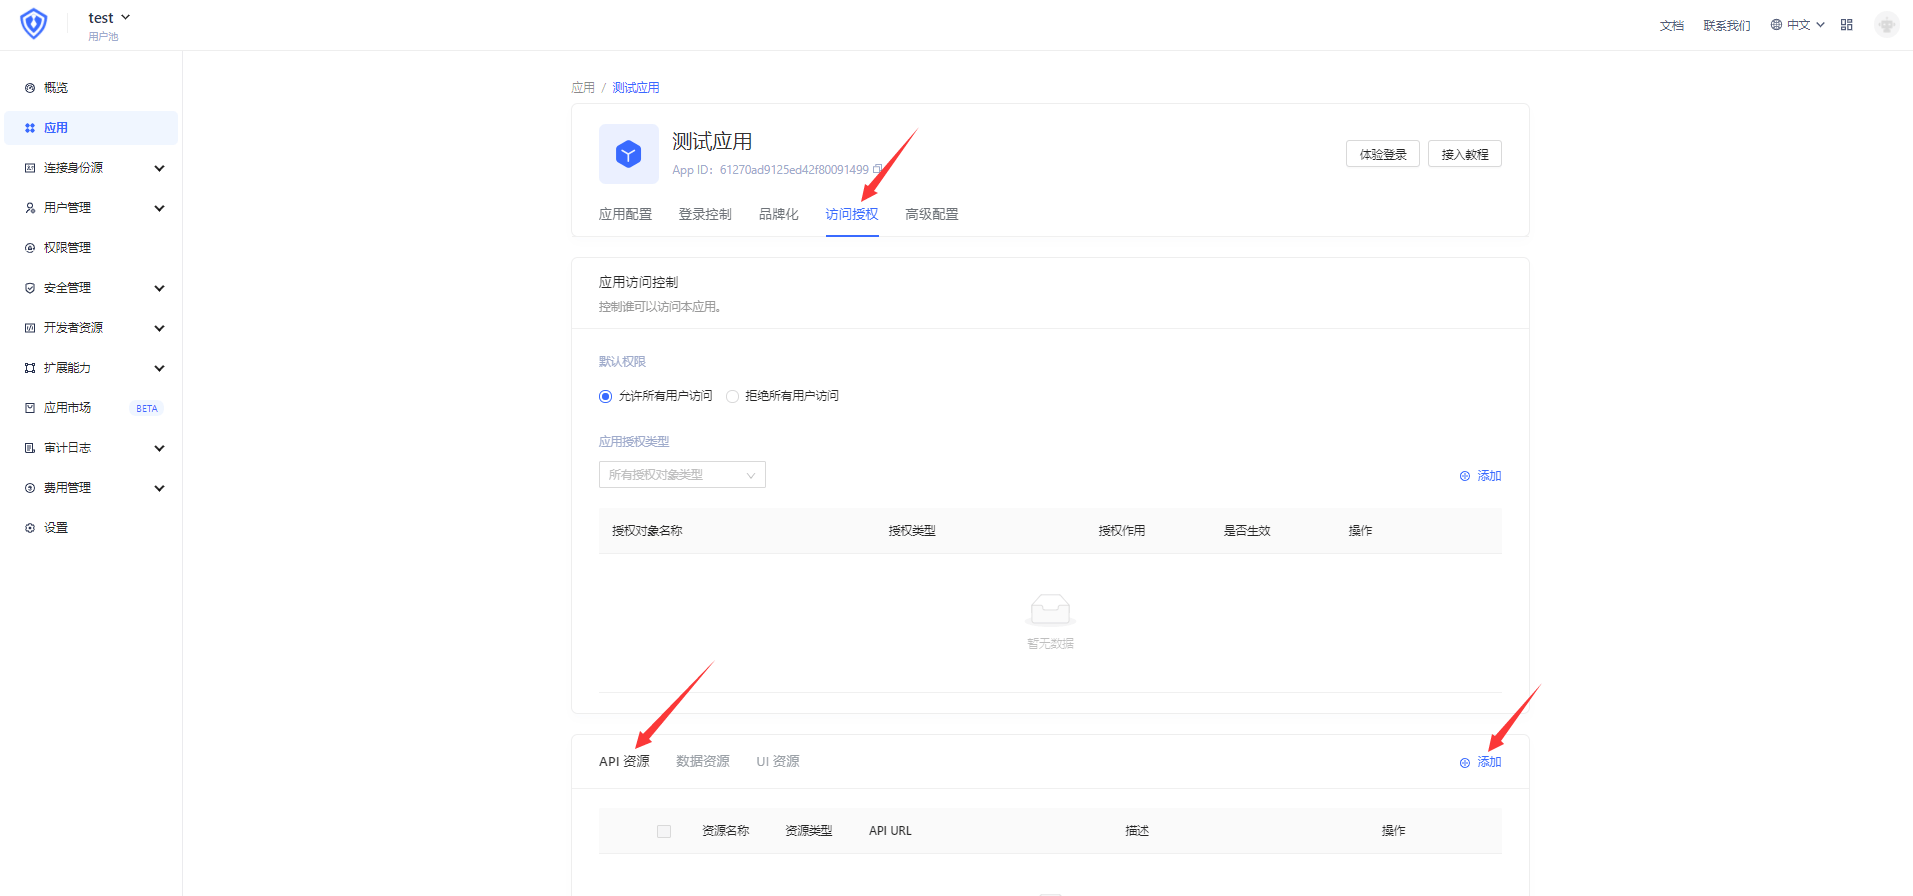 test
用户池
文档 联系我们 中文
概览
应用
连接身份源
用户管理
权限管理
安全管理
开发者资源
扩展能力
应用市场 BETA
审计日志
费用管理
设置
应用 / 测试应用
测试应用
App ID： 61270ad9125ed42f80091499
体验登录 接入教程
应用配置 登录控制 品牌化 访问授权 高级配置
应用访问控制
控制谁可以访问本应用。
默认权限
允许所有用户访问 拒绝所有用户访问
应用授权类型
所有授权对象类型 添加
授权对象名称 授权类型 授权作用 是否生效 操作
暂无数据
API 资源 数据资源 UI 资源 添加
资源名称 资源类型 API URL 描述 操作